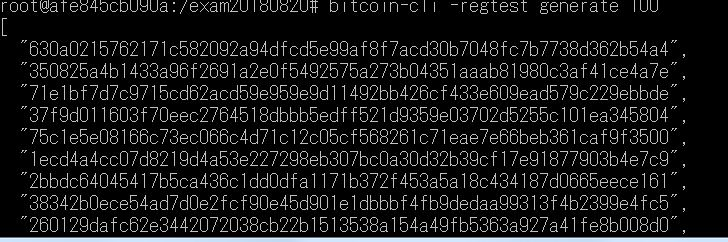 root@afe845cb090a:/exam20180820# bitcoin-cli -regtest generate 100
[
"630a0215762171c582092a94dfcd5e99af8f7acd30b7048fc7b7738d362b54a4",
"350825a4b1433a96f2691a2e0f5492575a273b04351aaab81980c3af41ce4a7e",
"71e1bf7d7c9715cd62acd59e959e9d11492bb426cf433e609ead579c229ebbde",
"37f9d011603f70eec2764518dbbb5edff521d9359e03702d5255c101ea345804",
"75c1e5e08166c73ec066c4d71c12c05cf568261c71eae7e66beb361caf9f3500",
"1ecd4a4cc07d8219d4a53e227298eb307bc0a30d32b39cf17e91877903b4e7c9",
"2bbdc64045417b5ca436c1dd0dfa1171b372f453a5a18c434187d0665eece161",
"38342b0ece54ad7d0e2fcf90e45d901e1dbbbf4fb9dedaa99313f4b2399e4fc5",
"260129dafc62e3442072038cb22b1513538a154a49fb5363a927a41fe8b008d0",